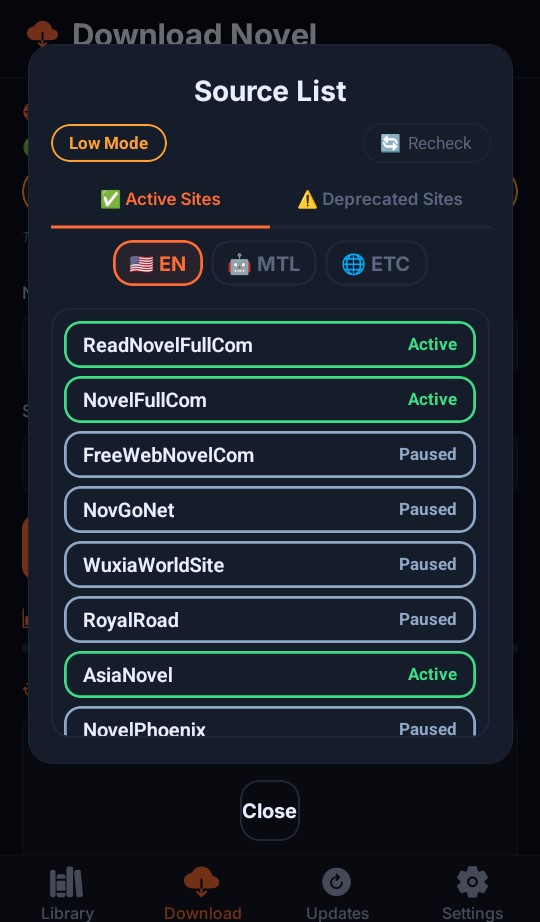 Download Novel
Source List
Low Mode
Recheck
Active Sites
Deprecated Sites
EN
MTL
ETC
ReadNovelFullCom Active
NovelFullCom Active
FreeWebNovelCom Paused
NovGoNet Paused
WuxiaWorldSite Paused
RoyalRoad Paused
AsiaNovel Active
NovelPhoenix Paused
Close
Library
Download
Updates
Settings